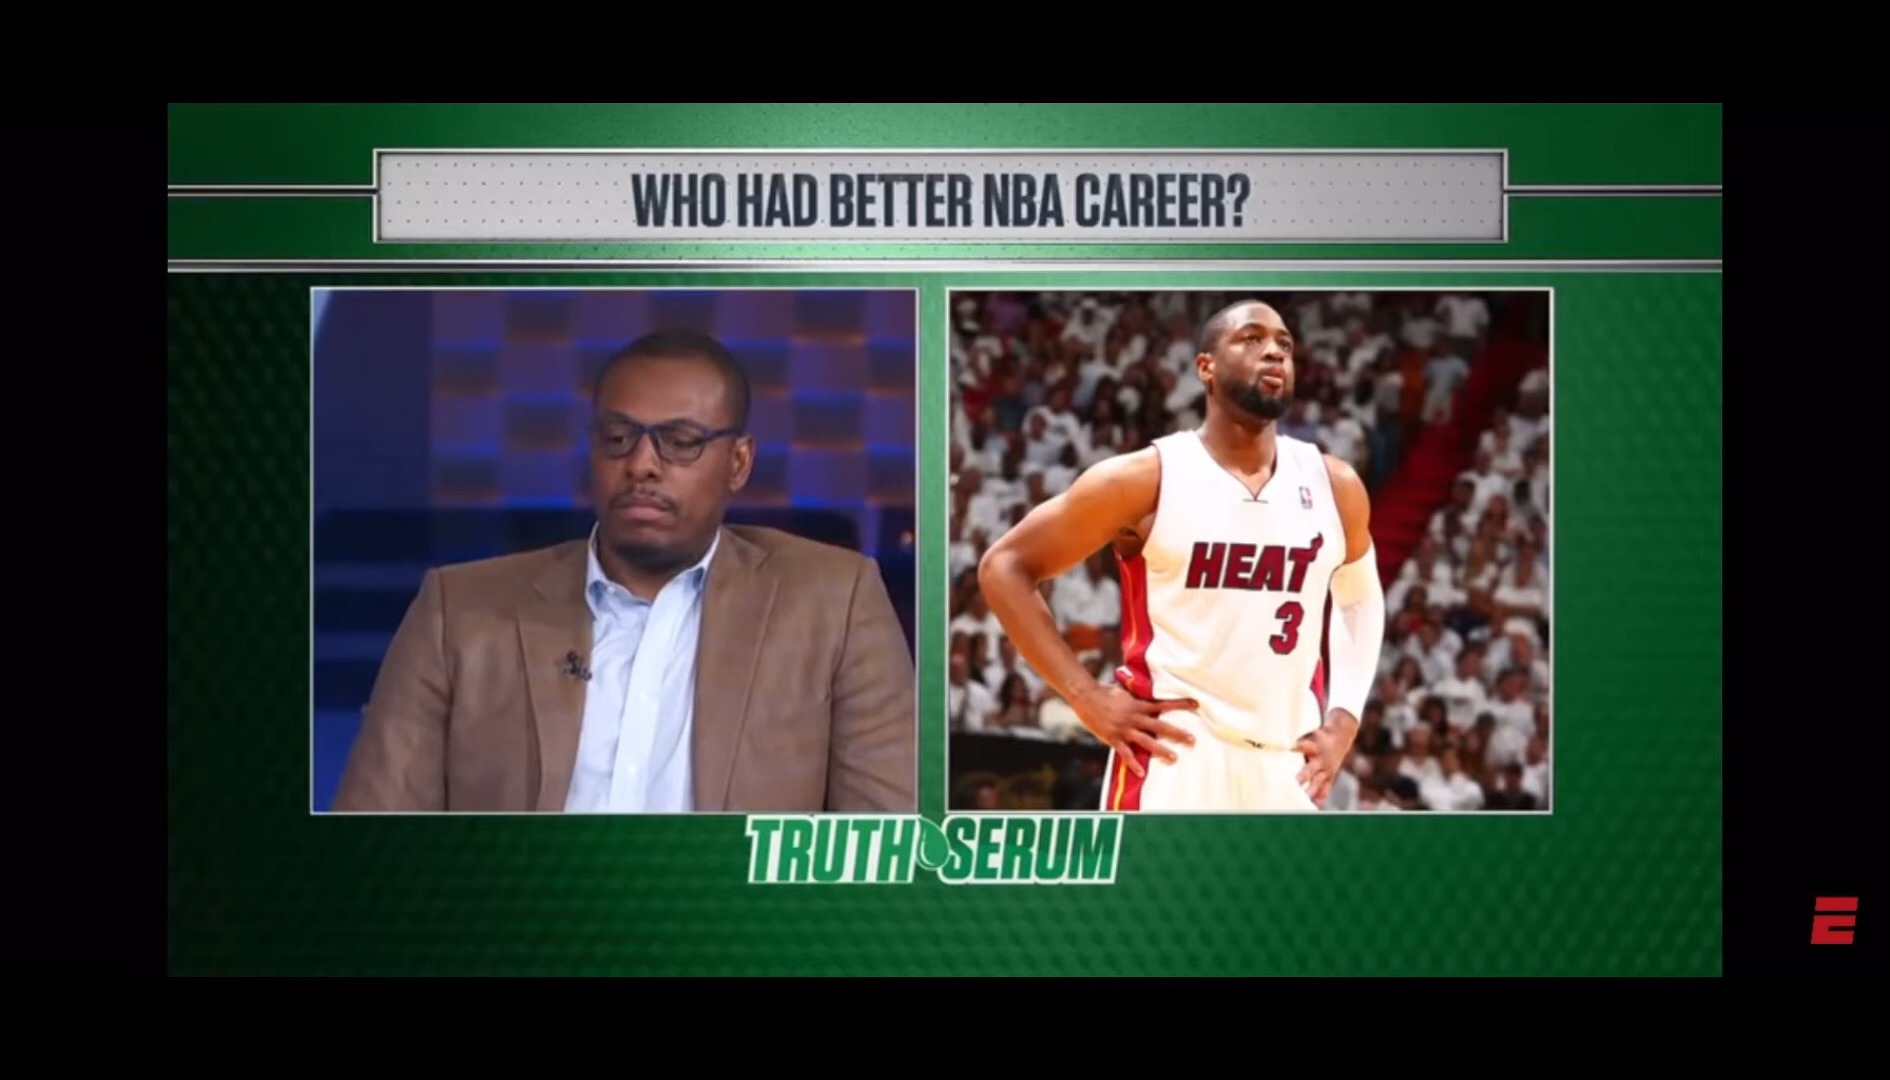 WHO HAD BETTER NBA CAREER?
HEAT
3
TRUTH SERUM
E